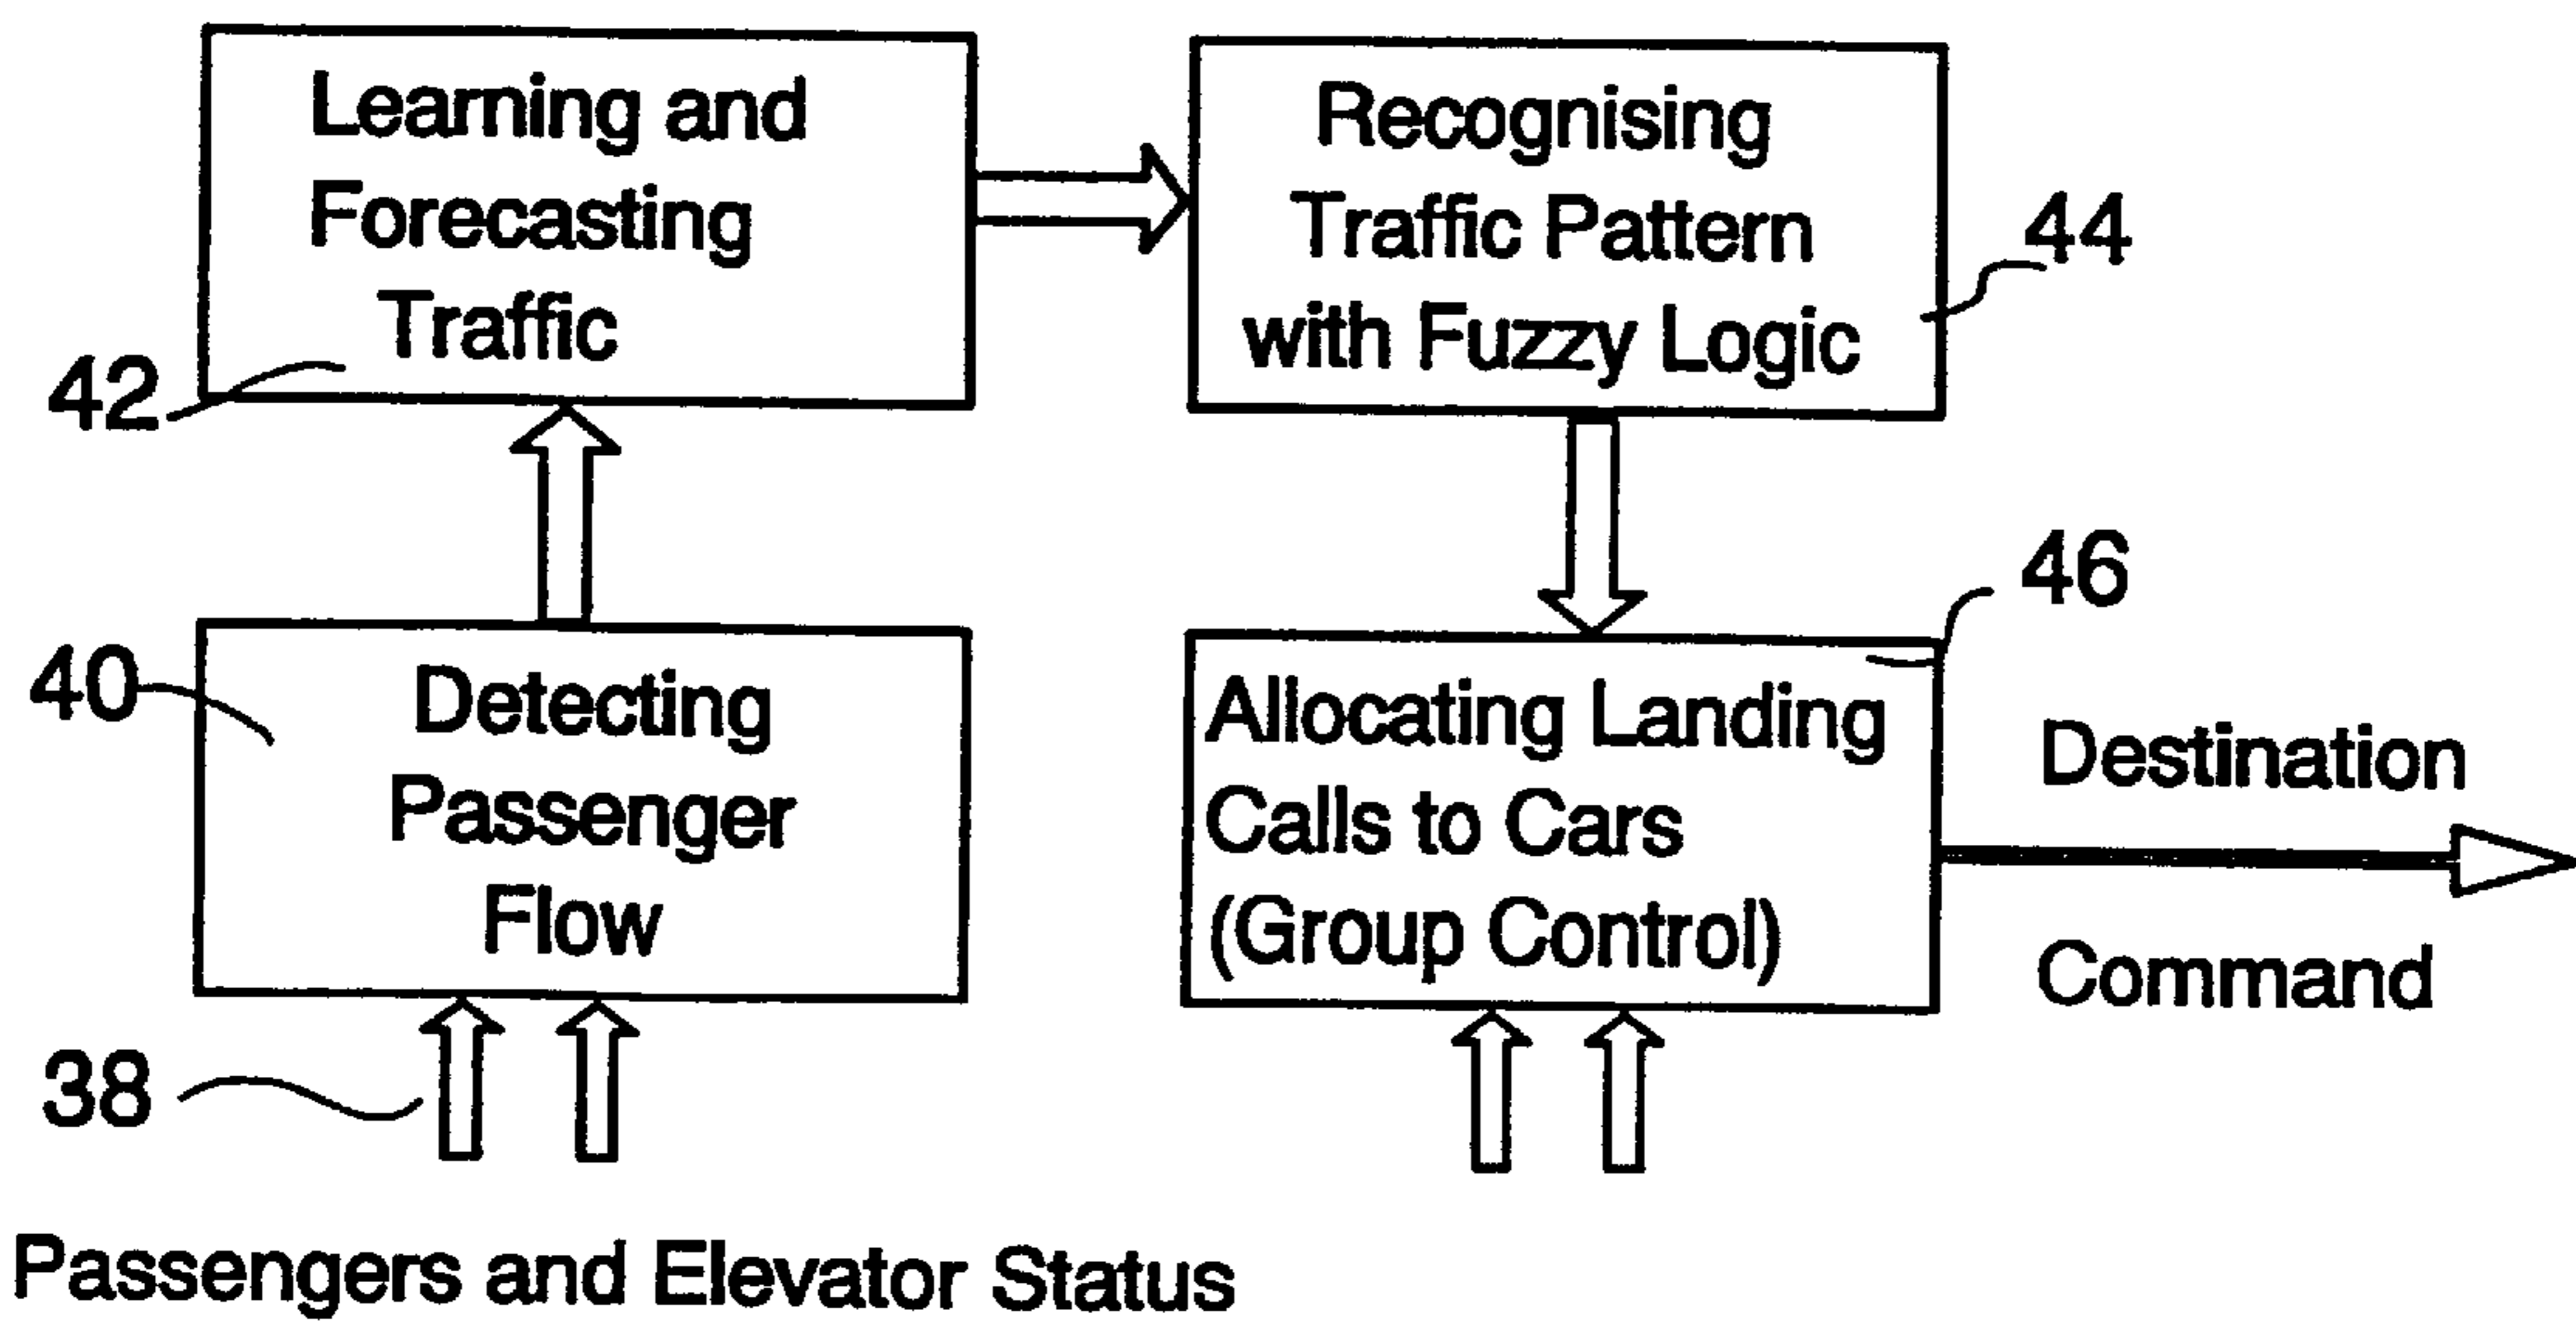 Learning and
Forecasting
Traffic
42
Recognising
Traffic Pattern
with Fuzzy Logic
44
40
Detecting
Passenger
Flow
46
Allocating Landing
Calls to Cars
(Group Control)
Destination
Command
38
Passengers and Elevator Status